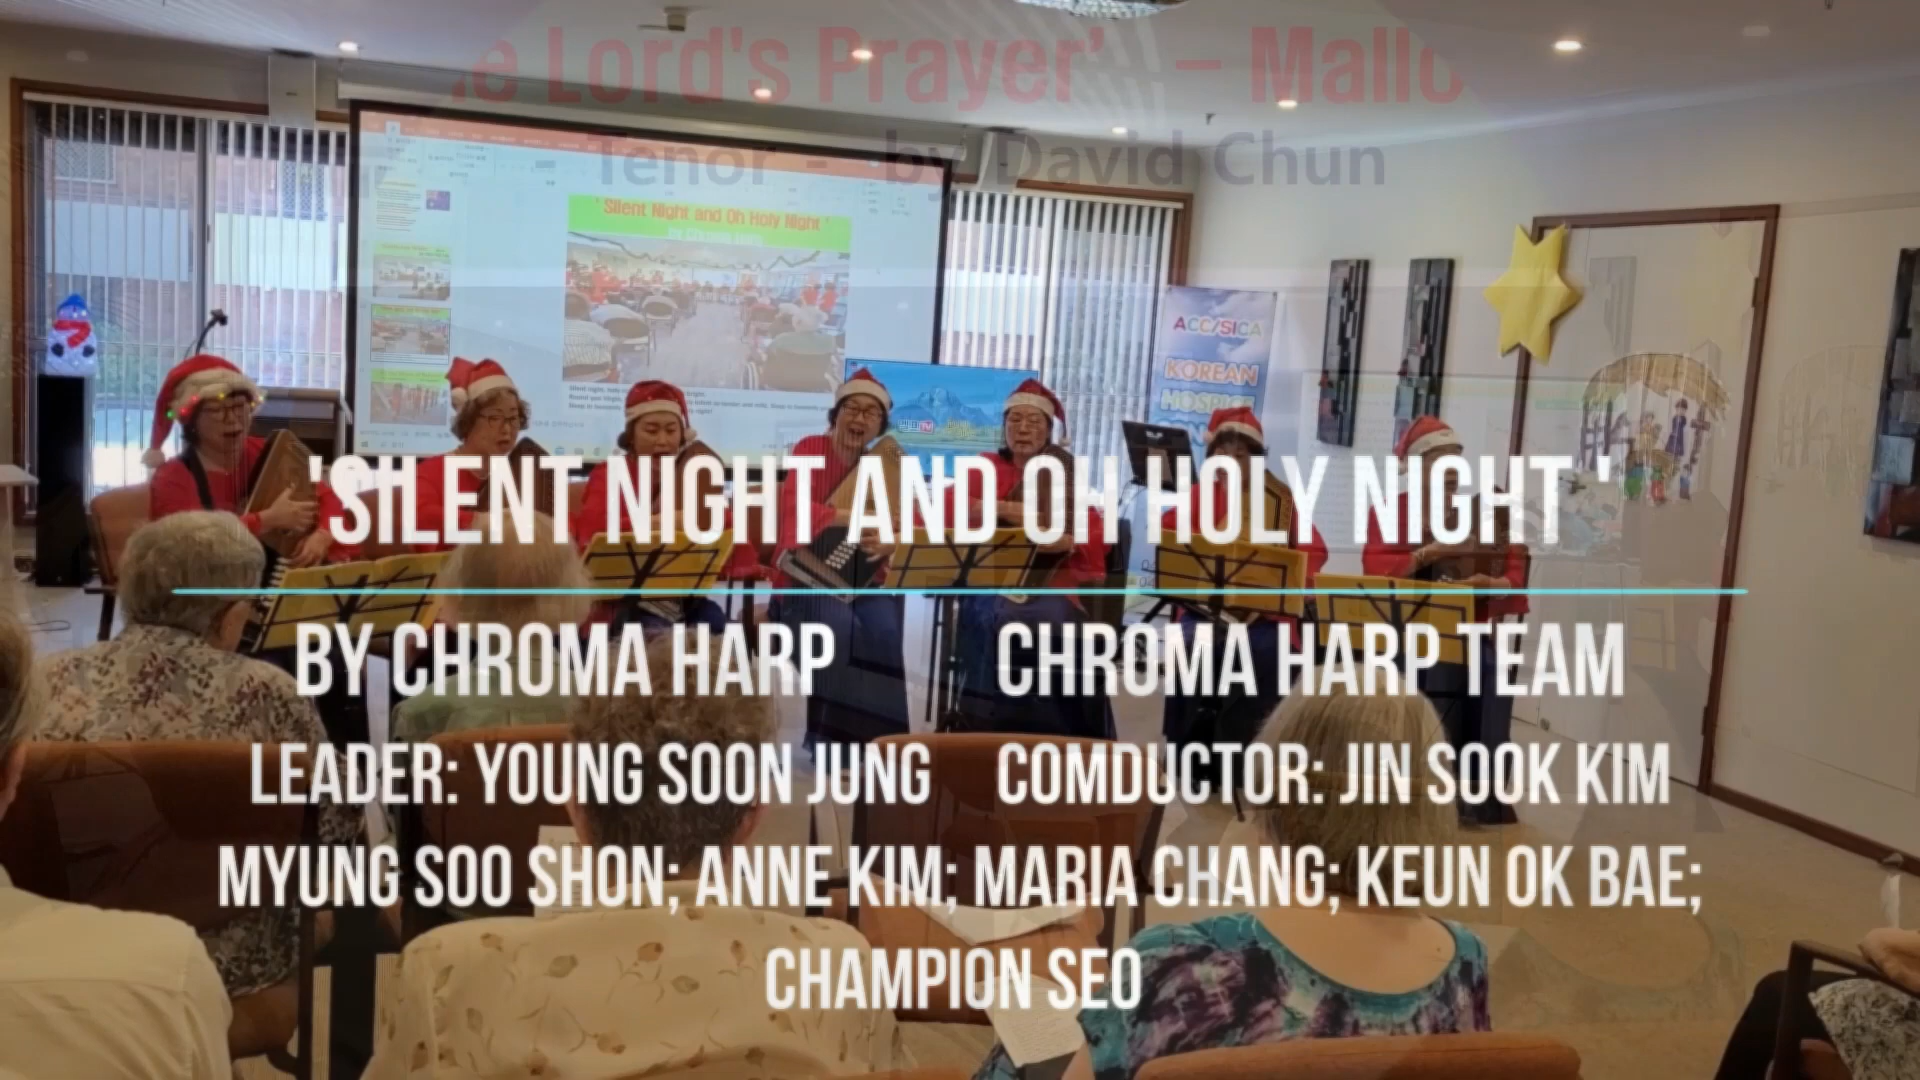 e Lord's Prayer' – Mallo
- Tenor - by David Chun
' Silent Night and Oh Holy Night '
ACC/SICA
KOREAN
HOSPICE
'SILENT NIGHT AND OH HOLY NIGHT '
BY CHROMA HARP CHROMA HARP TEAM
LEADER: YOUNG SOON JUNG COMDUCTOR: JIN SOOK KIM
MYUNG SOO SHON; ANNE KIM; MARIA CHANG; KEUN OK BAE;
CHAMPION SEO